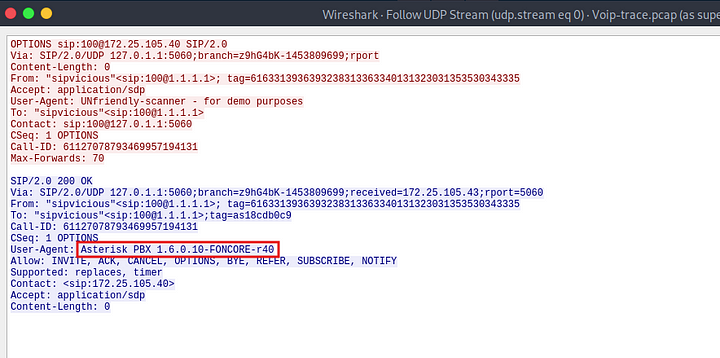 Wireshark · Follow UDP Stream (udp.stream eq 0) · Voip-trace.pcap (as supe
OPTIONS sip:100@172.25.105.40 SIP/2.0
Via: SIP/2.0/UDP 127.0.1.1:5060;branch=z9hG4bK-1453809699;rport
Content-Length: 0
From: "sipvicious"<sip:100@1.1.1.1>; tag=6163313936393238313363340131323031353530343335
Accept: application/sdp
User-Agent: UNfriendly-scanner - for demo purposes
To: "sipvicious"<sip:100@1.1.1.1>
Contact: sip:100@127.0.1.1:5060
CSeq: 1 OPTIONS
Call-ID: 61127078793469957194131
Max-Forwards: 70
SIP/2.0 200 OK
Via: SIP/2.0/UDP 127.0.1.1:5060;branch=z9hG4bK-1453809699;received=172.25.105.43;rport=5060
From: "sipvicious"<sip:100@1.1.1.1>; tag=6163313936393238313363340131323031353530343335
To: "sipvicious"<sip:100@1.1.1.1>;tag=as18cdb0c9
Call-ID: 61127078793469957194131
CSeq: 1 OPTIONS
User-Agent: Asterisk PBX 1.6.0.10-FONCORE-r40
Allow: INVITE, ACK, CANCEL, OPTIONS, BYE, REFER, SUBSCRIBE, NOTIFY
Supported: replaces, timer
Contact: <sip:172.25.105.40>
Accept: application/sdp
Content-Length: 0